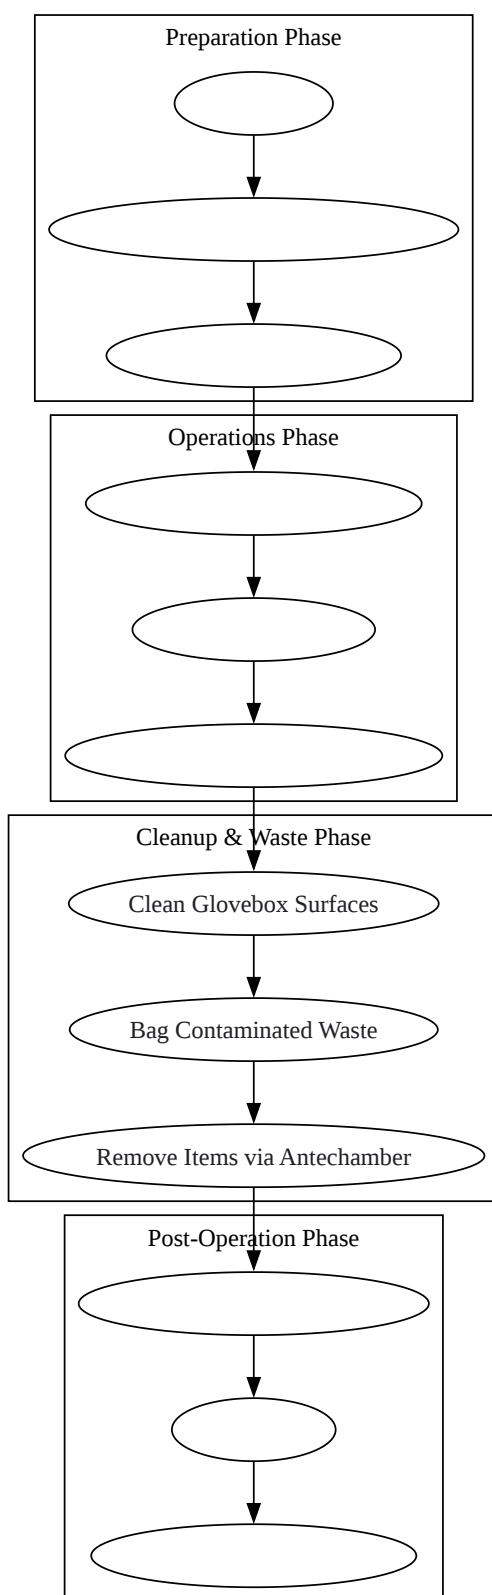 Preparation Phase
Operations Phase
Cleanup & Waste Phase
Clean Glovebox Surfaces
Bag Contaminated Waste
Remove Items via Antechamber
Post-Operation Phase